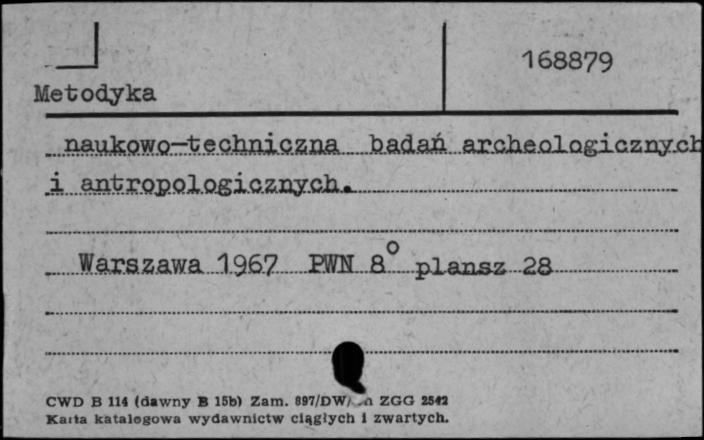 168879
Metodyka
naukowo-techniczna badań archeologicznych
i antropologicznych.
Warszawa 1967 PWN 8° plansz 28
CWD B 114 (dawny B 15b) Zam. 897/DW/ ZGG 2542
Karta katalogowa wydawnictw ciągłych i zwartych.